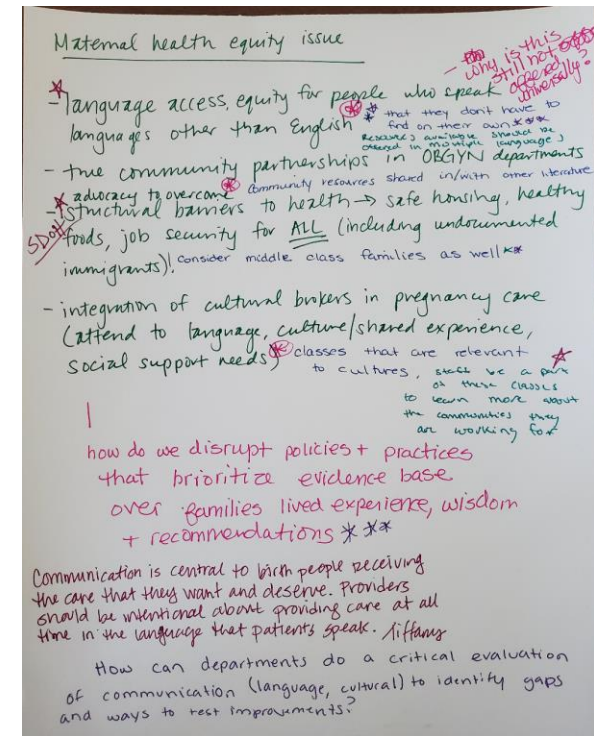 Maternal health equity issue
- why is this
still not
offered
universally?
- language access, equity for people who speak
languages other than English
* that they don't have to
find on their own ***
Resources available should be
offered in multiple languages
- true community partnerships in OBGYN departments
community resources shared in/with other literature
advocacy to overcome
- structural barriers to health → safe housing, healthy
SDoH
foods, job security for ALL (including undocumented
immigrants)!
consider middle class families as well **
- integration of cultural brokers in pregnancy care
(attend to language, culture/shared experience,
social support needs)
* classes that are relevant
to cultures,
staff be a part
of these classes
to learn more about
the communities they
are working for
how do we disrupt policies + practices
that prioritize evidence base
over families lived experience, wisdom
+ recommendations ***
Communication is central to birth people receiving
the care that they want and deserve. Providers
should be intentional about providing care at all
time in the language that patients speak. Tiffany
How can departments do a critical evaluation
of communication (language, cultural) to identify gaps
and ways to test improvements?